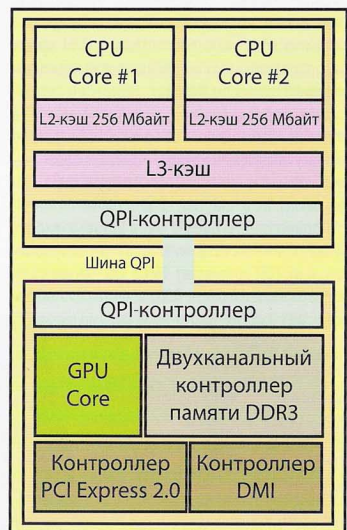 CPU
Core #1
CPU
Core #2
L2-кэш 256 Мбайт
L2-кэш 256 Мбайт
L3-кэш
QPI-контроллер
Шина QPI
QPI-контроллер
GPU
Core
Двухканальный
контроллер
памяти DDR3
Контроллер
PCI Express 2.0
Контроллер
DMI